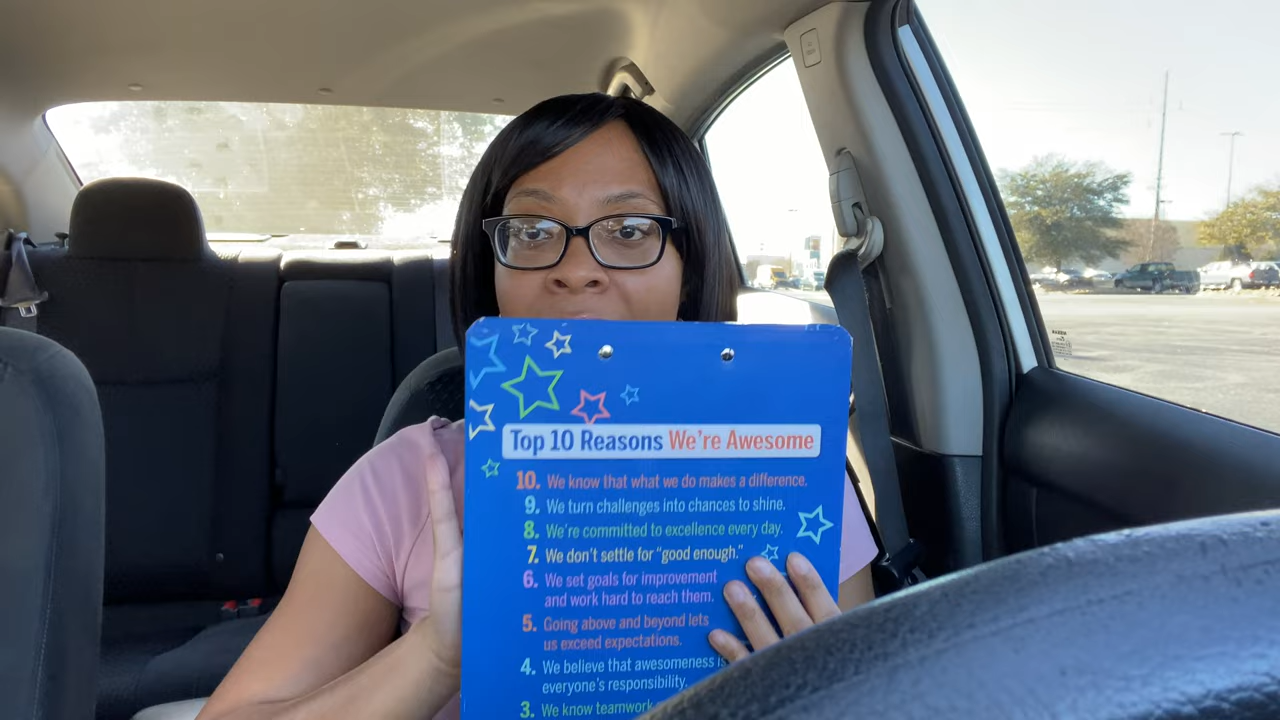 Top 10 Reasons We're Awesome
10. We know that what we do makes a difference.
9. We turn challenges into chances to shine.
8. We're committed to excellence every day.
7. We don't settle for "good enough."
6. We set goals for improvement
and work hard to reach them.
5. Going above and beyond lets
us exceed expectations.
4. We believe that awesomeness is
everyone's responsibility.
3. We know teamwork